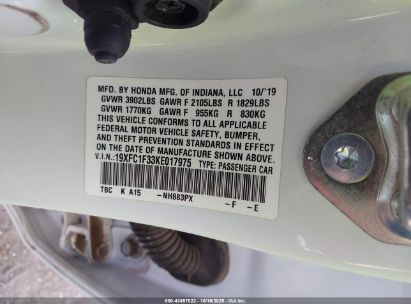 MFD. BY HONDA MFG. OF INDIANA, LLC 10/'19
GVWR 3902LBS GAWR F 2105LBS R 1829LBS
GVWR 1770KG GAWR F 955KG R 830KG
THIS VEHICLE CONFORMS TO ALL APPLICABLE
FEDERAL MOTOR VEHICLE SAFETY, BUMPER,
AND THEFT PREVENTION STANDARDS IN EFFECT
ON THE DATE OF MANUFACTURE SHOWN ABOVE.
V.I.N.:19XFC1F33KE017975 TYPE: PASSENGER CAR
TBC K A15 -NH883PX -F -E